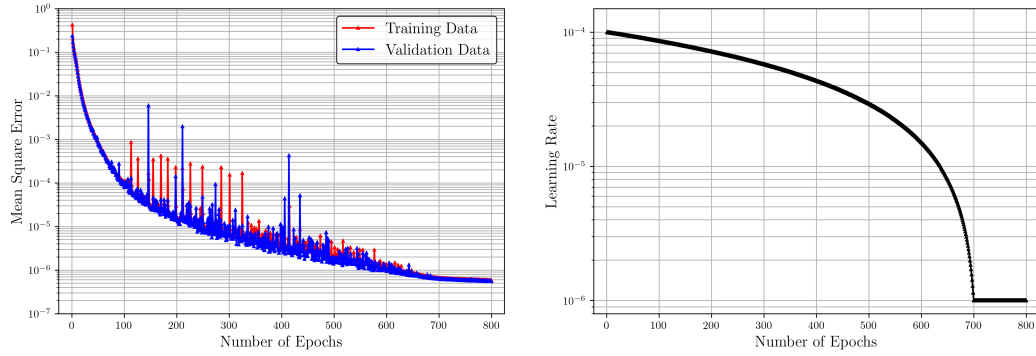 Mean Square Error
10^0
10^{-1}
10^{-2}
10^{-3}
10^{-4}
10^{-5}
10^{-6}
10^{-7}
Training Data
Validation Data
0 100 200 300 400 500 600 700 800
Number of Epochs
Learning Rate
10^{-4}
10^{-5}
10^{-6}
0 100 200 300 400 500 600 700 800
Number of Epochs